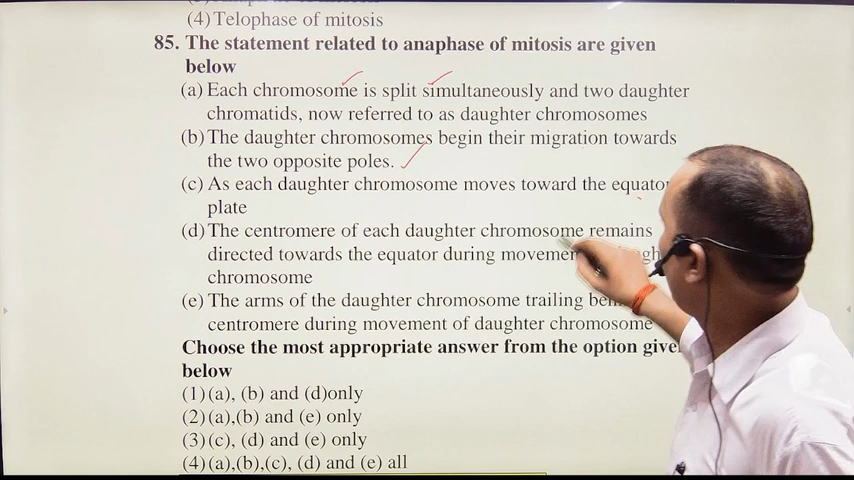 (4) Telophase of mitosis
85. The statement related to anaphase of mitosis are given
below
(a) Each chromosome is split simultaneously and two daughter
chromatids, now referred to as daughter chromosomes
(b) The daughter chromosomes begin their migration towards
the two opposite poles.
(c) As each daughter chromosome moves toward the equator
plate
(d) The centromere of each daughter chromosome remains
directed towards the equator during movemen
chromosome
(e) The arms of the daughter chromosome trailing
centromere during movement of daughter chromosome
Choose the most appropriate answer from the option give
below
(1) (a), (b) and (d)only
(2) (a),(b) and (e) only
(3) (c), (d) and (e) only
(4) (a),(b),(c), (d) and (e) all